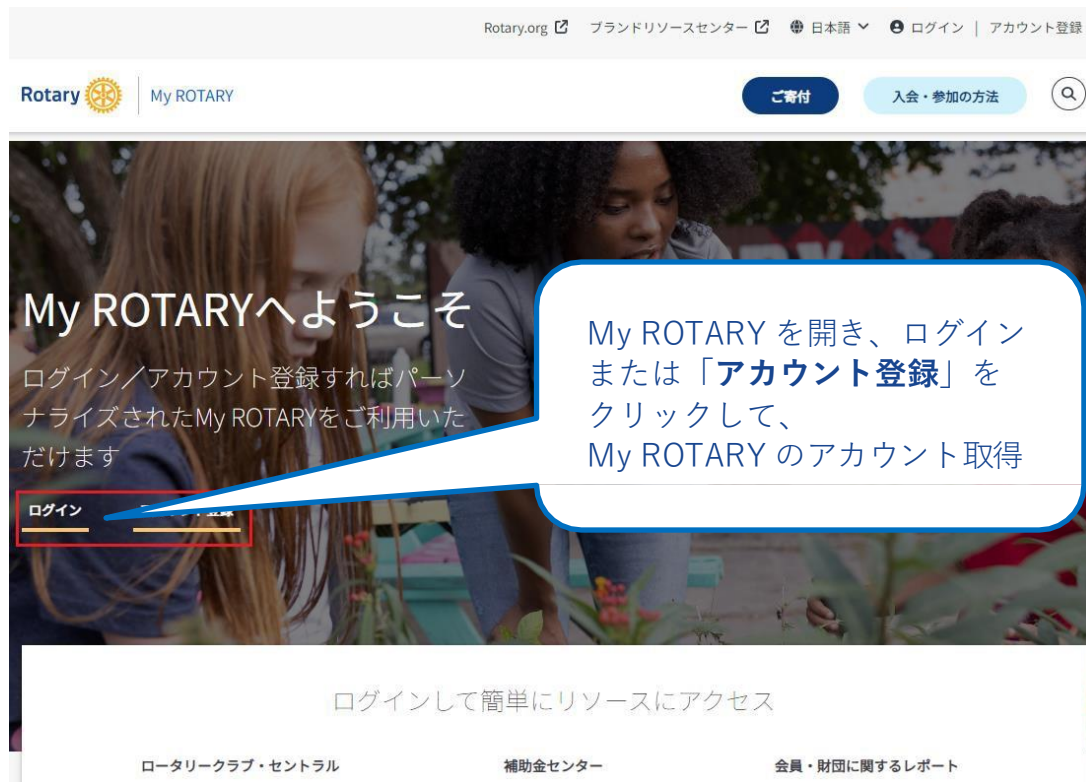 Rotary.org ブランドリソースセンター 日本語 ログイン | アカウント登録
Rotary My ROTARY ご寄付 入会・参加の方法
My ROTARYへようこそ
ログイン／アカウント登録すればパーソ
ナライズされたMy ROTARYをご利用いた
だけます
ログイン
My ROTARY を開き、ログイン
または「アカウント登録」を
クリックして、
My ROTARY のアカウント取得
ログインして簡単にリソースにアクセス
ロータリークラブ・セントラル 補助金センター 会員・財団に関するレポート